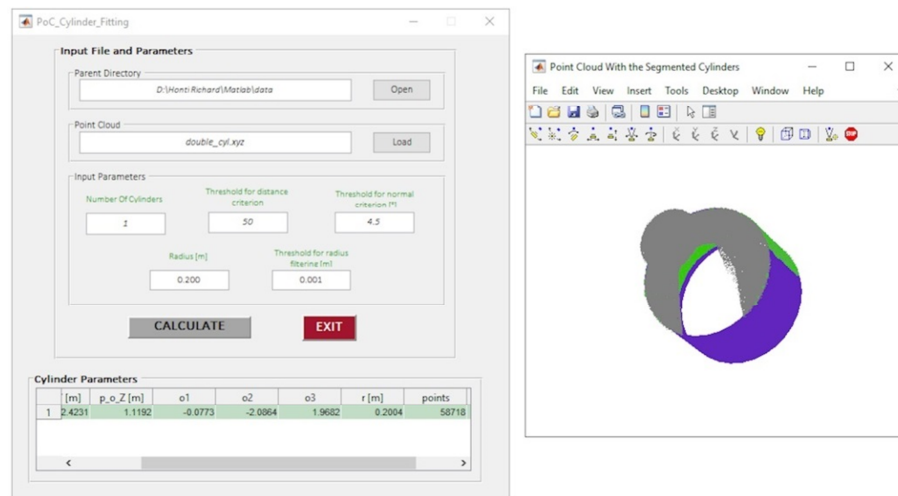 PoC_Cylinder_Fitting
Input File and Parameters
Parent Directory
D:\Honti Richard\Matlab\data
Open
Point Cloud
double_cyl.xyz
Load
Input Parameters
Number Of Cylinders
Threshold for distance
criterion
Threshold for normal
criterion [°]
1
50
4.5
Radius [m]
Threshold for radius
filtering [m]
0.200
0.001
CALCULATE
EXIT
Cylinder Parameters
[m] p_o_Z [m] o1 o2 o3 r [m] points
1 2.4231 1.1192 -0.0773 -2.0864 1.9682 0.2004 58718
Point Cloud With the Segmented Cylinders
File Edit View Insert Tools Desktop Window Help